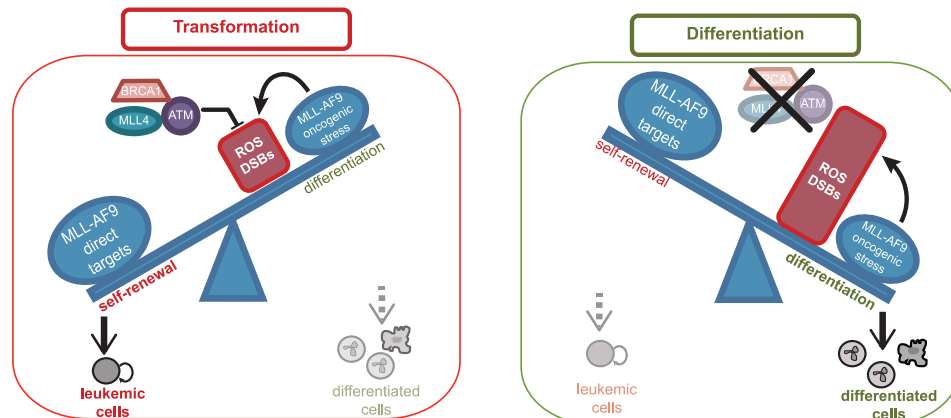 Transformation
BRCA1
MLL4
ATM
ROS
DSBs
MLL-AF9
oncogenic
stress
differentiation
MLL-AF9
direct
targets
self-renewal
leukemic
cells
differentiated
cells
Differentiation
MLL-AF9
direct
targets
self-renewal
BRCA1
ATM
ROS
DSBs
MLL-AF9
oncogenic
stress
differentiation
leukemic
cells
differentiated
cells